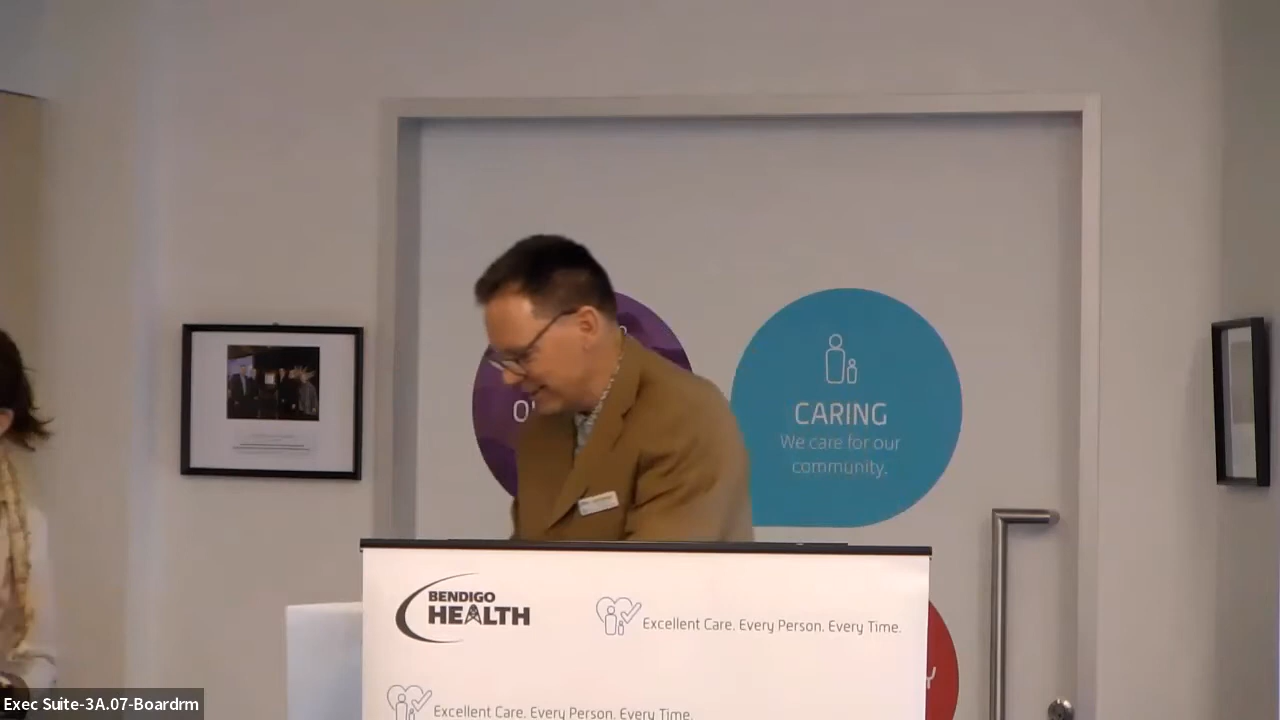 CARING
We care for our
community.
BENDIGO
HEALTH
Excellent Care. Every Person. Every Time.
Excellent Care. Every Person. Every Time.
Exec Suite-3A.07-Boardrm